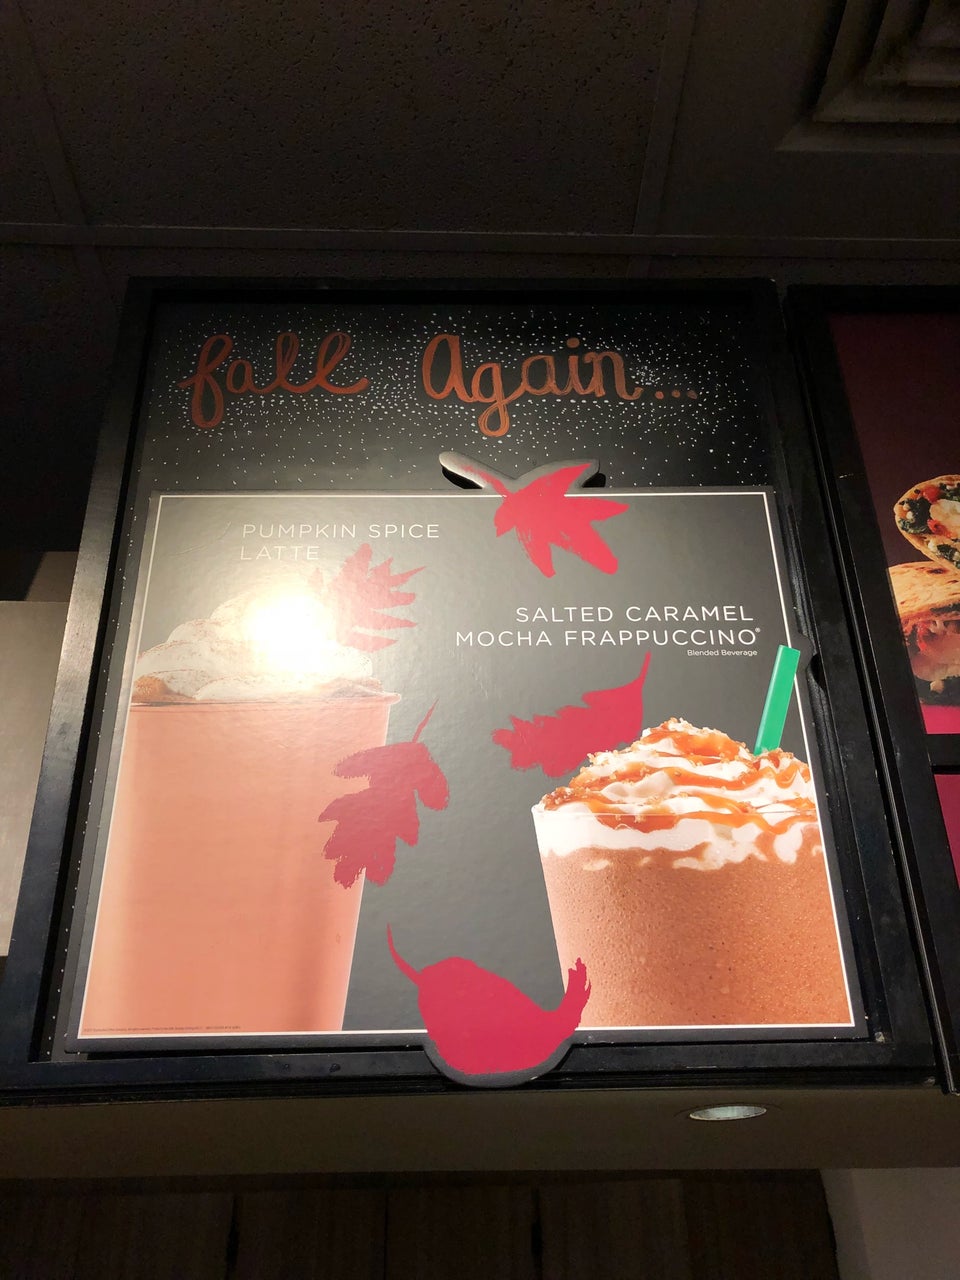 fall Again...
PUMPKIN SPICE
LATTE
SALTED CARAMEL
MOCHA FRAPPUCCINO®
Blended Beverage